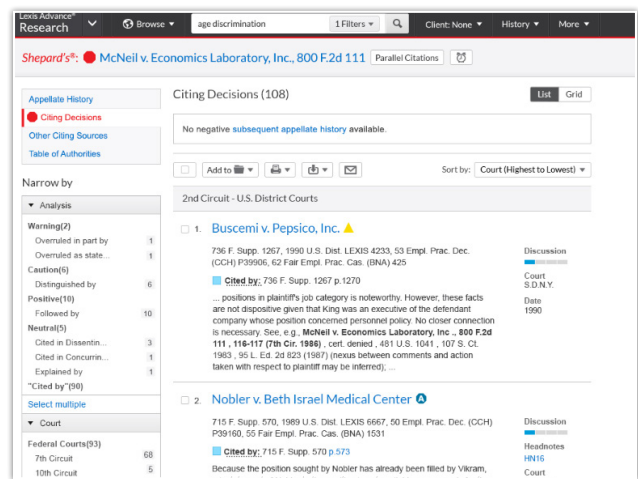 Lexis Advance®
Research
Browse
age discrimination
1 Filters
Client: None
History
More
Shepard's®: McNeil v. Economics Laboratory, Inc., 800 F.2d 111
Parallel Citations
Appellate History
Citing Decisions
Other Citing Sources
Table of Authorities
Narrow by
Analysis
Warning(2)
Overruled in part by 1
Overruled as state... 1
Caution(6)
Distinguished by 6
Positive(10)
Followed by 10
Neutral(5)
Cited in Dissentin... 3
Cited in Concurrin... 1
Explained by 1
"Cited by"(90)
Select multiple
Court
Federal Courts(93)
7th Circuit 68
10th Circuit 5
Citing Decisions (108)
List Grid
No negative subsequent appellate history available.
Add to
Sort by: Court (Highest to Lowest)
2nd Circuit - U.S. District Courts
1. Buscemi v. Pepsico, Inc.
736 F. Supp. 1267, 1990 U.S. Dist. LEXIS 4233, 53 Empl. Prac. Dec.
(CCH) P39906, 62 Fair Empl. Prac. Cas. (BNA) 425
Cited by: 736 F. Supp. 1267 p.1270
... positions in plaintiff's job category is noteworthy. However, these facts
are not dispositive given that King was an executive of the defendant
company whose position concerned personnel policy. No closer connection
is necessary. See, e.g., McNeil v. Economics Laboratory, Inc ., 800 F.2d
111 , 116-117 (7th Cir. 1986) , cert. denied , 481 U.S. 1041 , 107 S. Ct.
1983 , 95 L. Ed. 2d 823 (1987) (nexus between comments and action
taken with respect to plaintiff may be inferred); ...
Discussion
Court
S.D.N.Y.
Date
1990
2. Nobler v. Beth Israel Medical Center A
715 F. Supp. 570, 1989 U.S. Dist. LEXIS 6667, 50 Empl. Prac. Dec. (CCH)
P39160, 55 Fair Empl. Prac. Cas. (BNA) 1531
Cited by: 715 F. Supp. 570 p.573
Because the position sought by Nobler has already been filled by Vikram,
Discussion
Headnotes
HN16
Court